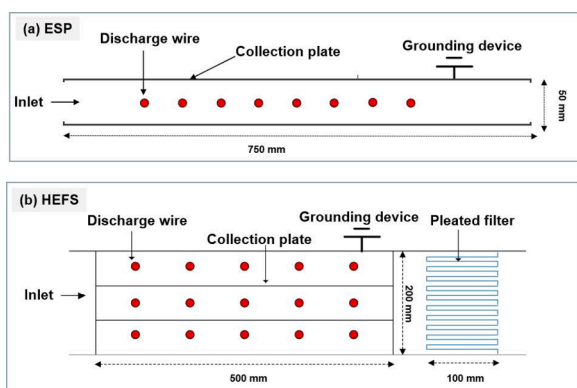 (a) ESP
Discharge wire
Collection plate
Grounding device
Inlet
50 mm
750 mm
(b) HEFS
Discharge wire
Collection plate
Grounding device
Pleated filter
Inlet
200 mm
500 mm
100 mm